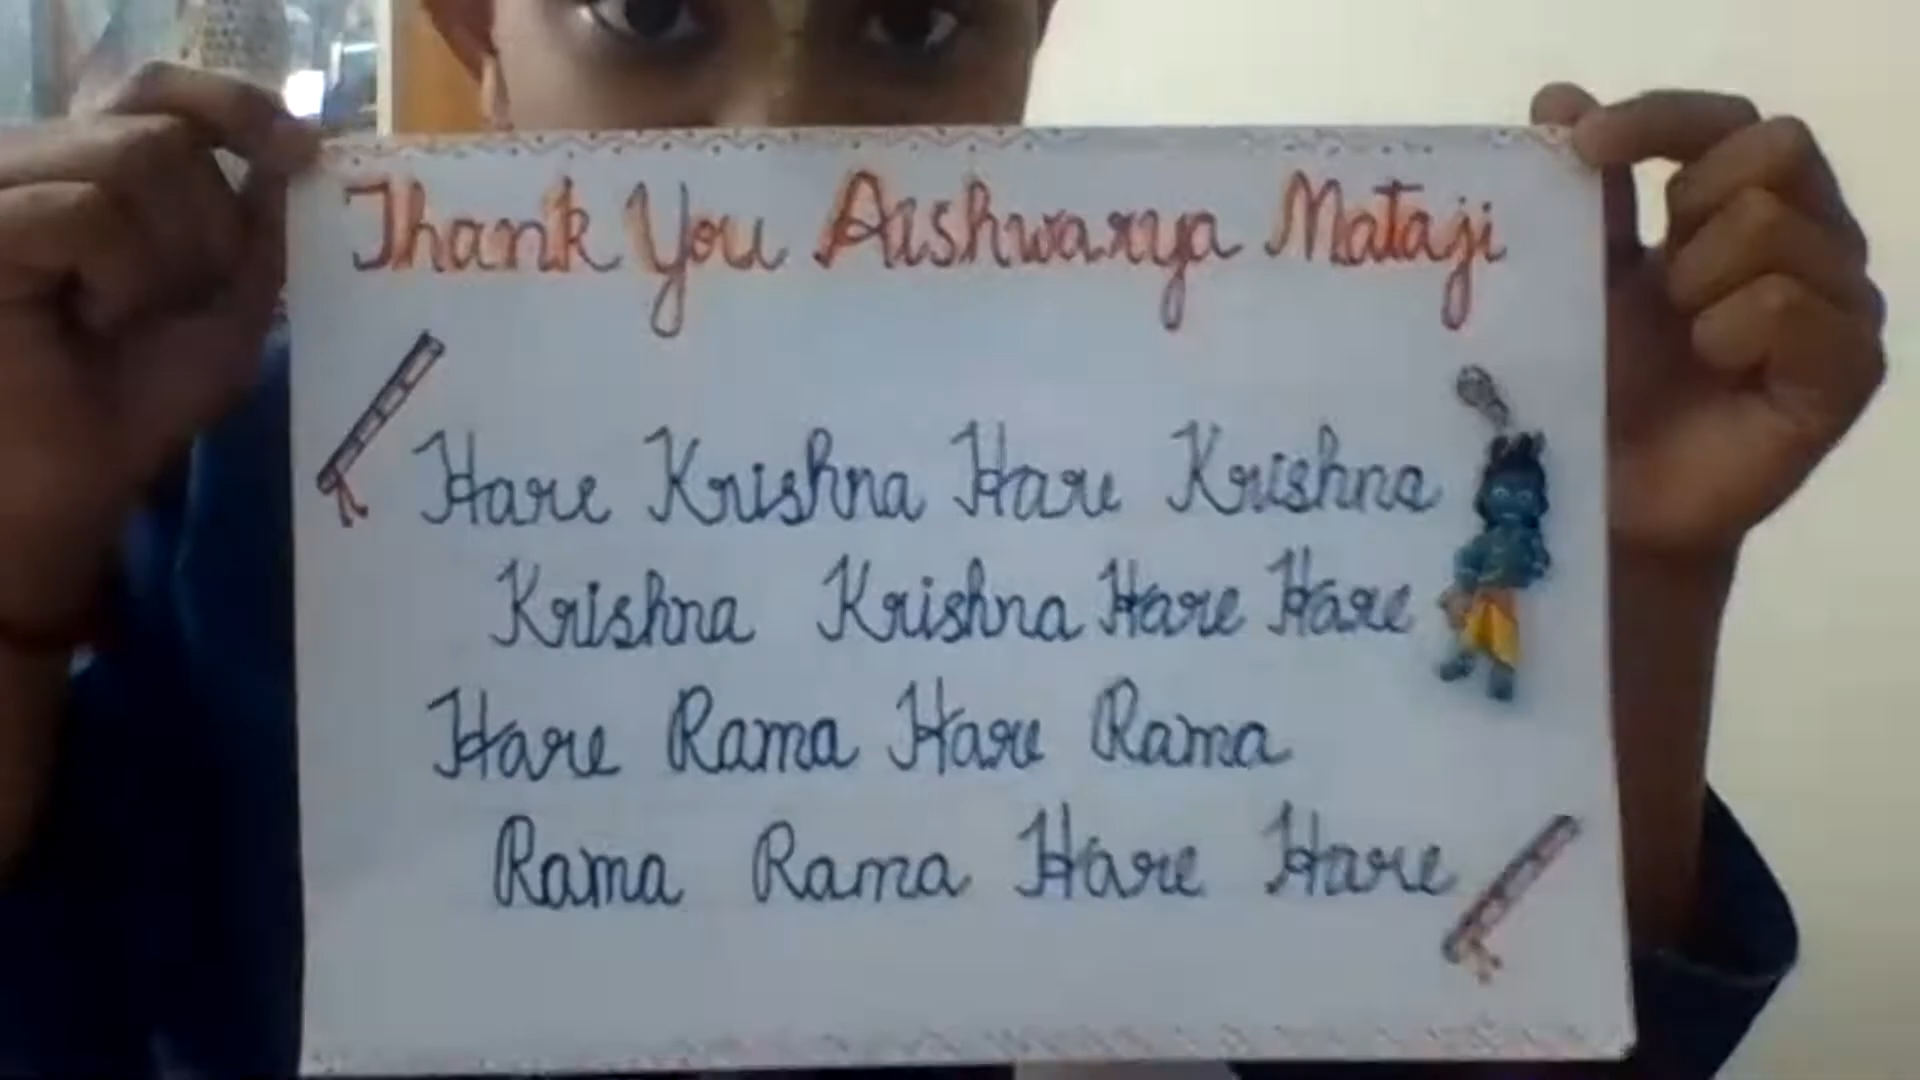 Thank You Aishwarya Mataji
Hare Krishna Hare Krishna
Krishna Krishna Hare Hare
Hare Rama Hare Rama
Rama Rama Hare Hare